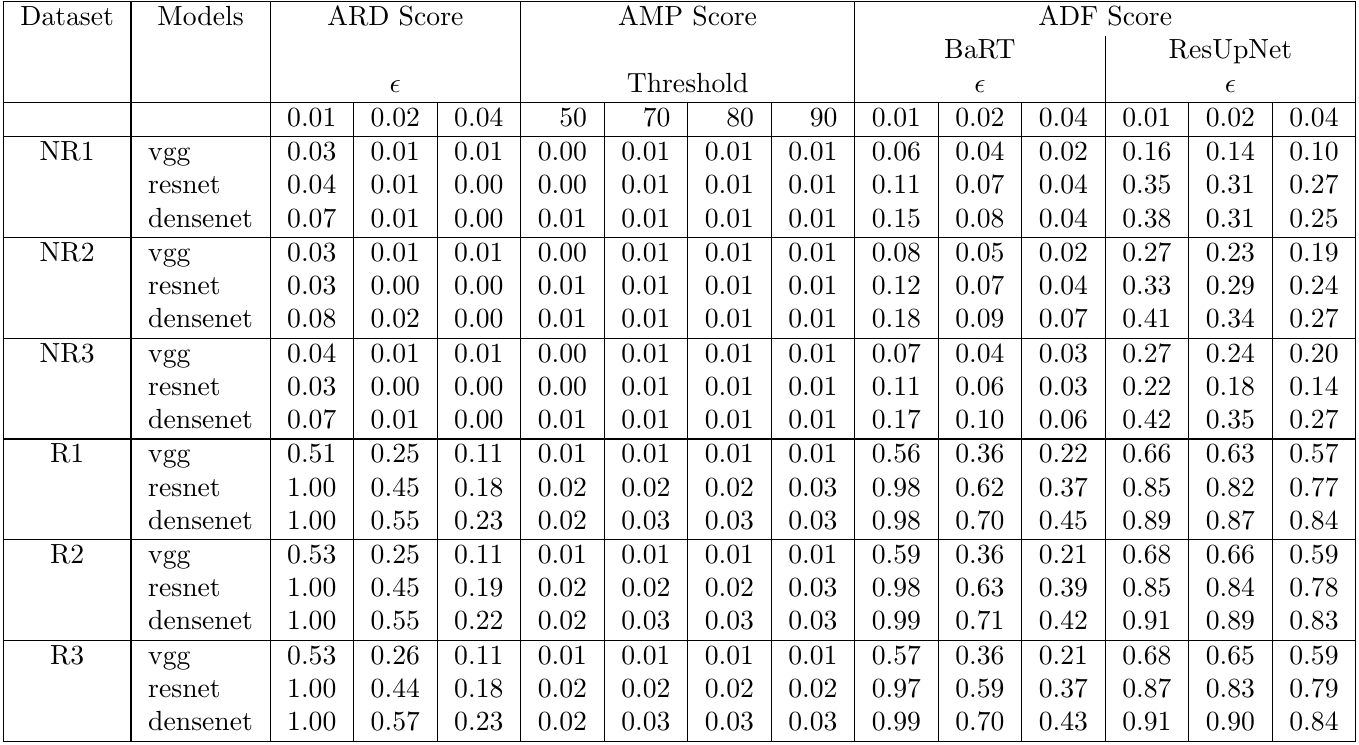 Dataset Models ARD Score AMP Score ADF Score
BaRT ResUpNet
ϵ Threshold ϵ ϵ
0.01 0.02 0.04 50 70 80 90 0.01 0.02 0.04 0.01 0.02 0.04
NR1 vgg 0.03 0.01 0.01 0.00 0.01 0.01 0.01 0.06 0.04 0.02 0.16 0.14 0.10
resnet 0.04 0.01 0.00 0.00 0.01 0.01 0.01 0.11 0.07 0.04 0.35 0.31 0.27
densenet 0.07 0.01 0.00 0.01 0.01 0.01 0.01 0.15 0.08 0.04 0.38 0.31 0.25
NR2 vgg 0.03 0.01 0.01 0.00 0.01 0.01 0.01 0.08 0.05 0.02 0.27 0.23 0.19
resnet 0.03 0.00 0.00 0.01 0.01 0.01 0.01 0.12 0.07 0.04 0.33 0.29 0.24
densenet 0.08 0.02 0.00 0.01 0.01 0.01 0.01 0.18 0.09 0.07 0.41 0.34 0.27
NR3 vgg 0.04 0.01 0.01 0.00 0.01 0.01 0.01 0.07 0.04 0.03 0.27 0.24 0.20
resnet 0.03 0.00 0.00 0.00 0.01 0.01 0.01 0.11 0.06 0.03 0.22 0.18 0.14
densenet 0.07 0.01 0.00 0.01 0.01 0.01 0.01 0.17 0.10 0.06 0.42 0.35 0.27
R1 vgg 0.51 0.25 0.11 0.01 0.01 0.01 0.01 0.56 0.36 0.22 0.66 0.63 0.57
resnet 1.00 0.45 0.18 0.02 0.02 0.02 0.03 0.98 0.62 0.37 0.85 0.82 0.77
densenet 1.00 0.55 0.23 0.02 0.03 0.03 0.03 0.98 0.70 0.45 0.89 0.87 0.84
R2 vgg 0.53 0.25 0.11 0.01 0.01 0.01 0.01 0.59 0.36 0.21 0.68 0.66 0.59
resnet 1.00 0.45 0.19 0.02 0.02 0.02 0.03 0.98 0.63 0.39 0.85 0.84 0.78
densenet 1.00 0.55 0.22 0.02 0.03 0.03 0.03 0.99 0.71 0.42 0.91 0.89 0.83
R3 vgg 0.53 0.26 0.11 0.01 0.01 0.01 0.01 0.57 0.36 0.21 0.68 0.65 0.59
resnet 1.00 0.44 0.18 0.02 0.02 0.02 0.02 0.97 0.59 0.37 0.87 0.83 0.79
densenet 1.00 0.57 0.23 0.02 0.03 0.03 0.03 0.99 0.70 0.43 0.91 0.90 0.84